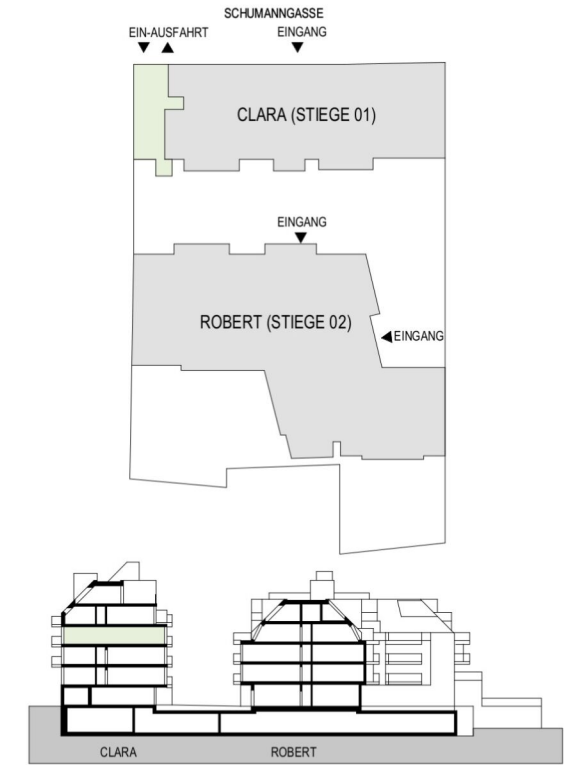 SCHUMANNGASSE
EIN-AUSFAHRT
EINGANG
CLARA (STIEGE 01)
EINGANG
ROBERT (STIEGE 02)
EINGANG
CLARA
ROBERT